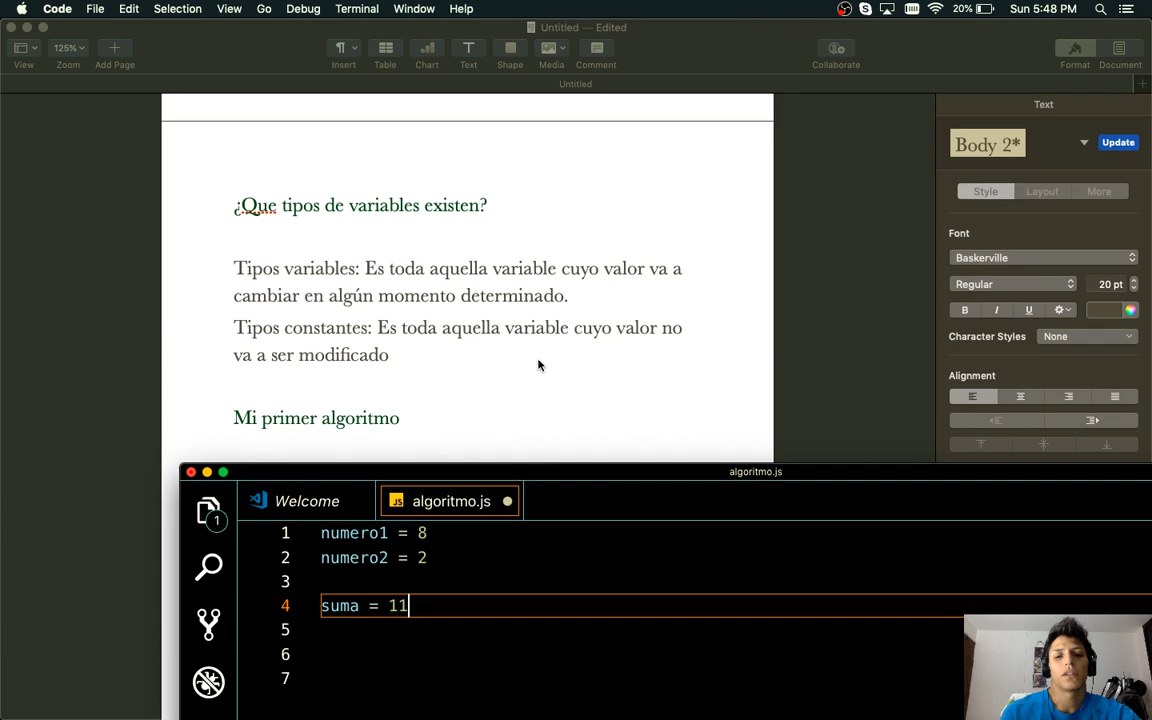 Code File Edit Selection View Go Debug Terminal Window Help 20% Sun 5:48 PM
Untitled — Edited
125%
View Zoom Add Page Insert Table Chart Text Shape Media Comment Collaborate Format Document
Untitled
Text
Body 2*
Update
Style Layout More
Font
Baskerville
Regular 20 pt
B I U
Character Styles None
Alignment
¿Que tipos de variables existen?
Tipos variables: Es toda aquella variable cuyo valor va a
cambiar en algún momento determinado.
Tipos constantes: Es toda aquella variable cuyo valor no
va a ser modificado
Mi primer algoritmo
algoritmo.js
Welcome JS algoritmo.js
1
1 numero1 = 8
2 numero2 = 2
3
4 suma = 11
5
6
7